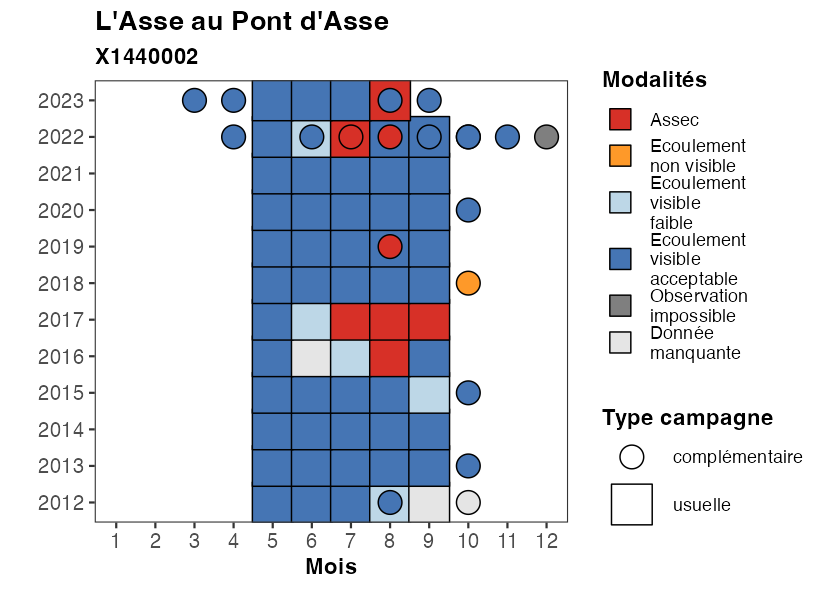 L'Asse au Pont d'Asse
X1440002
2023
2022
2021
2020
2019
2018
2017
2016
2015
2014
2013
2012
1 2 3 4 5 6 7 8 9 10 11 12
Mois
Modalités
Assec
Ecoulement
non visible
Ecoulement
visible
faible
Ecoulement
visible
acceptable
Observation
impossible
Donnée
manquante
Type campagne
complémentaire
usuelle